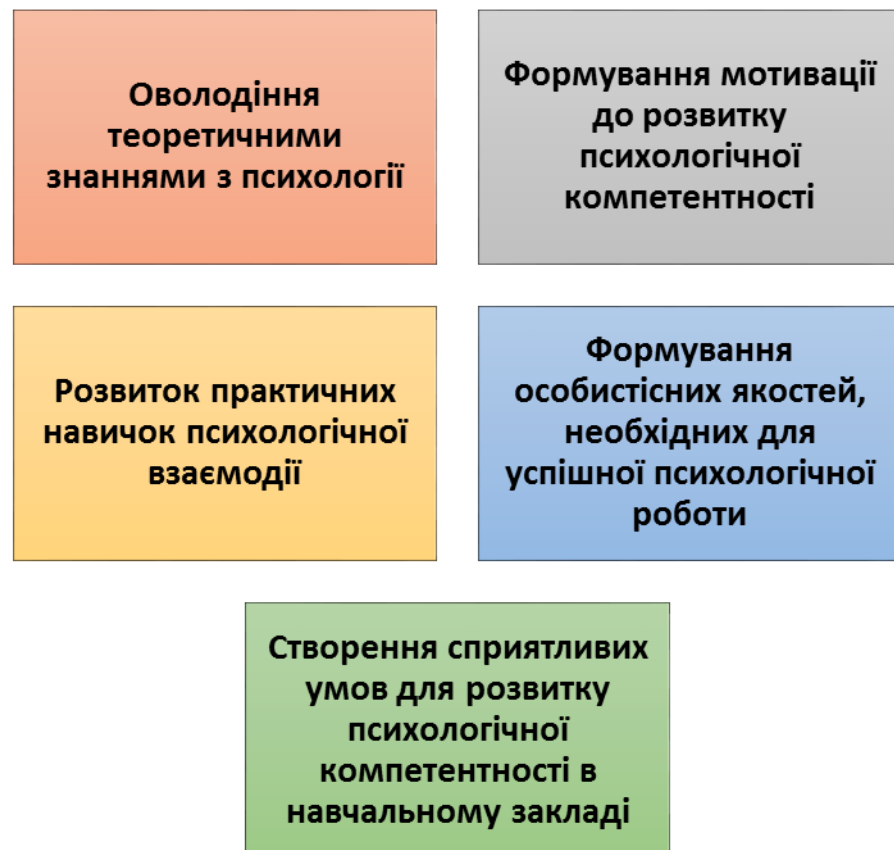 Оволодіння
теоретичними
знаннями з психології
Формування мотивації
до розвитку
психологічної
компетентності
Розвиток практичних
навичок психологічної
взаємодії
Формування
особистісних якостей,
необхідних для
успішної психологічної
роботи
Створення сприятливих
умов для розвитку
психологічної
компетентності в
навчальному закладі